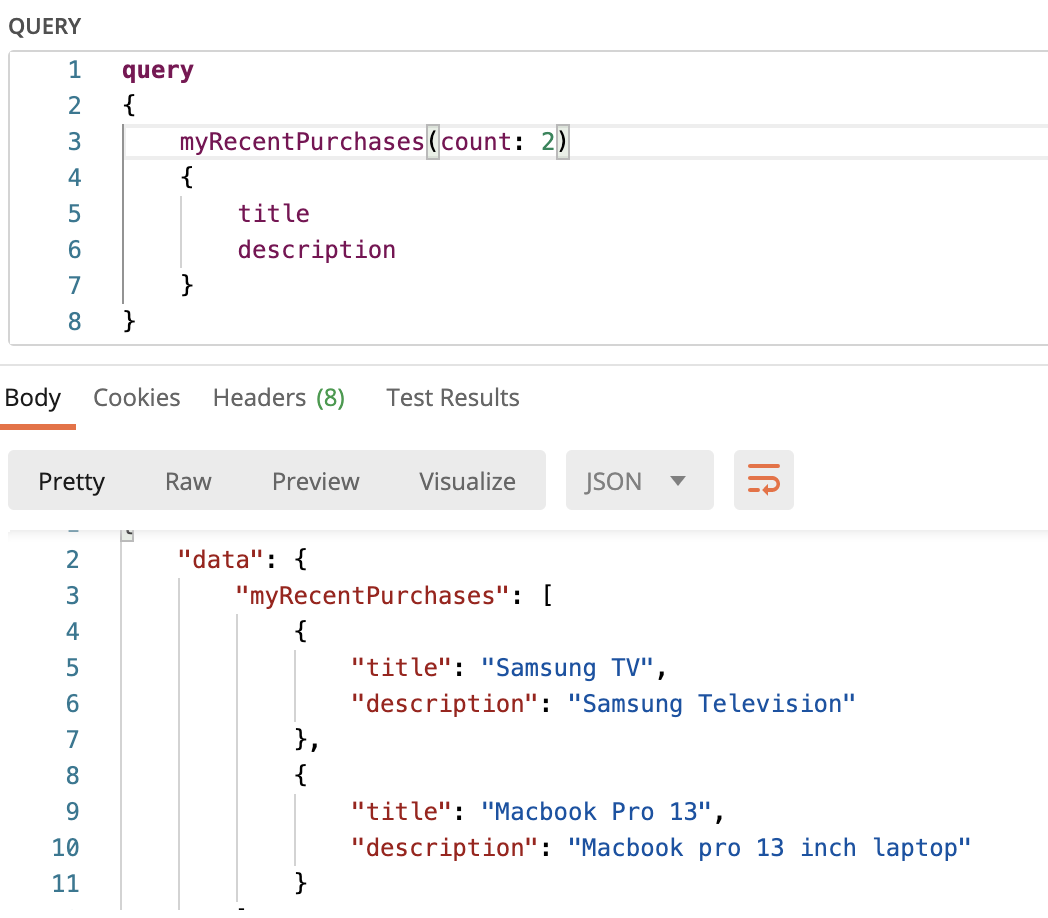 QUERY
1 query
2 {
3 myRecentPurchases(count: 2)
4 {
5 title
6 description
7 }
8 }
Body Cookies Headers (8) Test Results
Pretty Raw Preview Visualize JSON
2 "data": {
3 "myRecentPurchases": [
4 {
5 "title": "Samsung TV",
6 "description": "Samsung Television"
7 },
8 {
9 "title": "Macbook Pro 13",
10 "description": "Macbook pro 13 inch laptop"
11 }